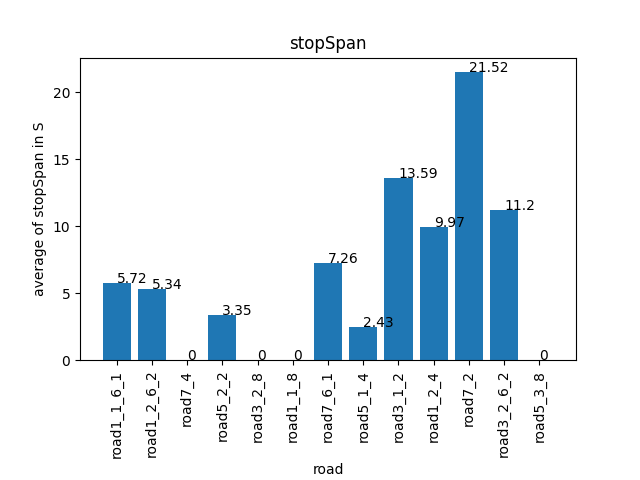 stopSpan
average of stopSpan in S
20
15
10
5
0
5.72
5.34
0
3.35
0
0
7.26
2.43
13.59
9.97
21.52
11.2
0
road1_1_6_1
road1_2_6_2
road7_4
road5_2_2
road3_2_8
road1_1_8
road7_6_1
road5_1_4
road3_1_2
road1_2_4
road7_2
road3_2_6_2
road5_3_8
road